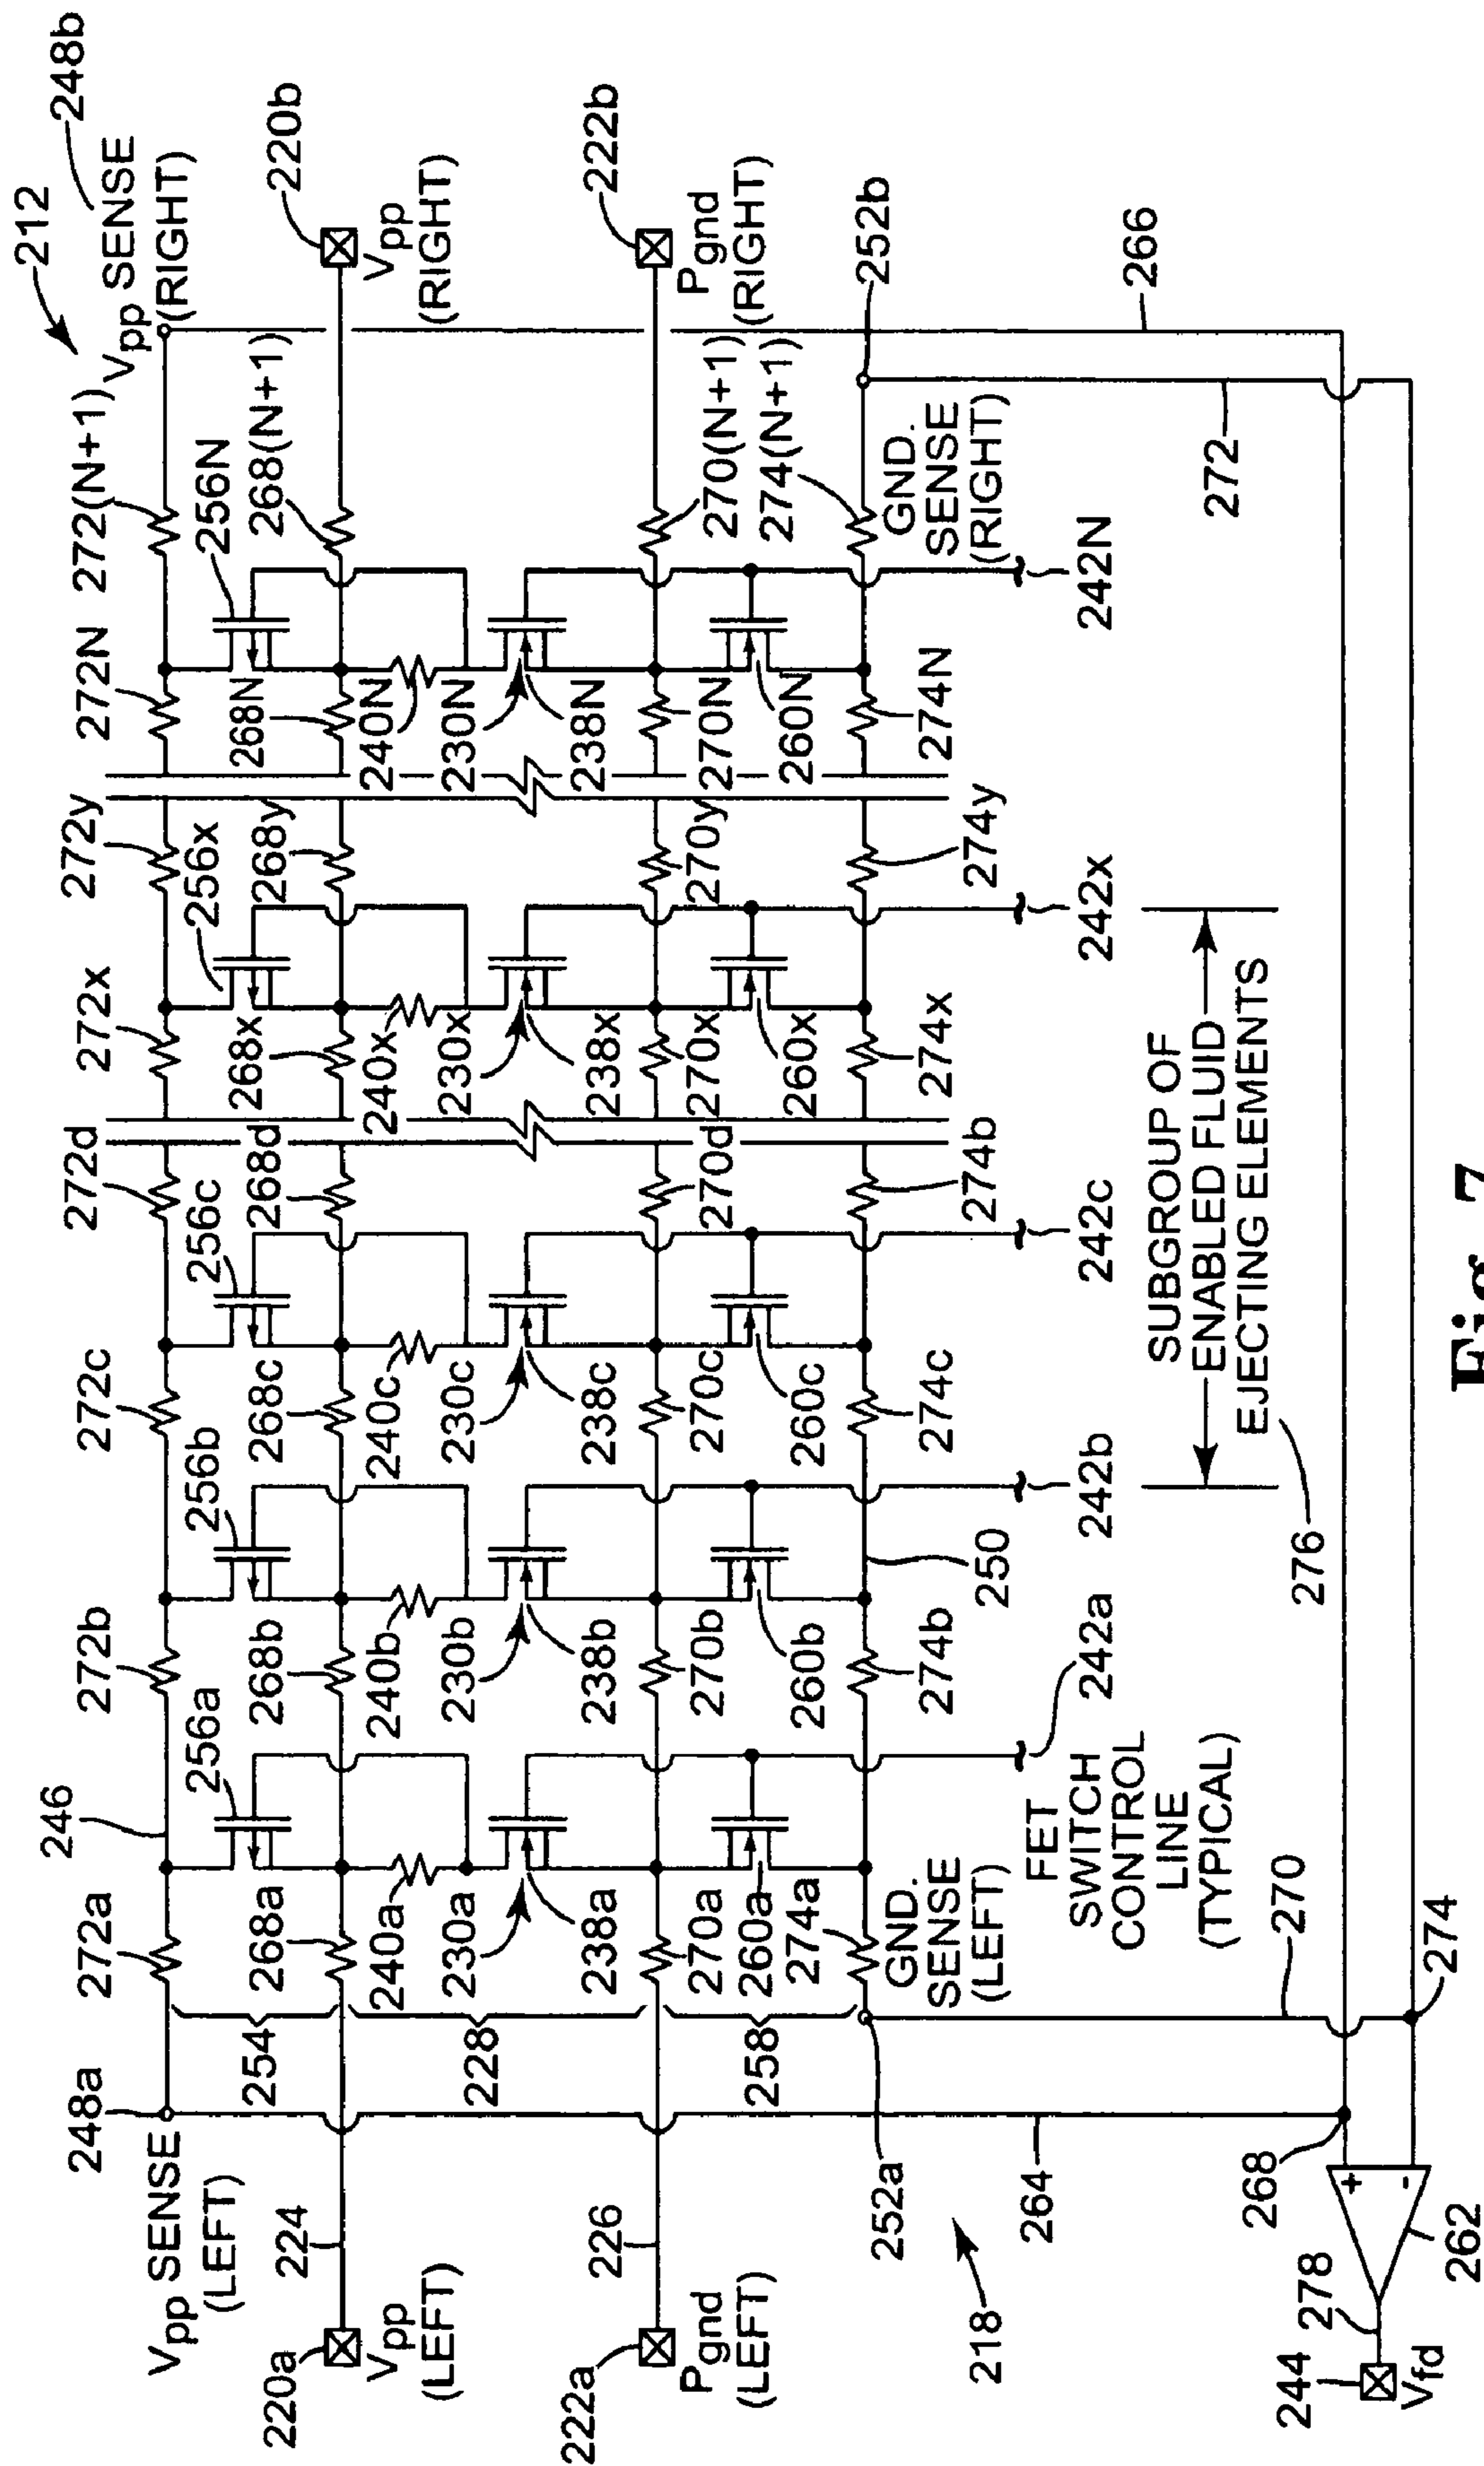 212
248b
Vpp SENSE
(RIGHT)
272a
246
272b
272c
272d
272x
272y
272N
272(N+1)
248a
Vpp SENSE
(LEFT)
254
256a
256b
256c
256x
256N
220b
224
268a
268b
268c
268d
268x
268y
268N
268(N+1)
Vpp
(RIGHT)
220a
Vpp
(LEFT)
240a
240b
240c
240x
240N
228
230a
230b
230c
230x
230N
222b
238a
238b
238c
238x
238N
226
222a
Pgnd
(LEFT)
270a
270b
270c
270d
270x
270y
270N
270(N+1)
Pgnd
(RIGHT)
258
260a
260b
260c
260x
260N
274a
274(N+1)
252b
252a
GND.
SENSE
(LEFT)
274b
250
274c
274b
274x
274y
274N
GND.
SENSE
(RIGHT)
218
264
FET
SWITCH
CONTROL
LINE
(TYPICAL)
242a
242b
242c
242x
242N
266
SUBGROUP OF
ENABLED FLUID
EJECTING ELEMENTS
272
268
270
276
278
+
-
244
Vfd
262
274
Fig. 7